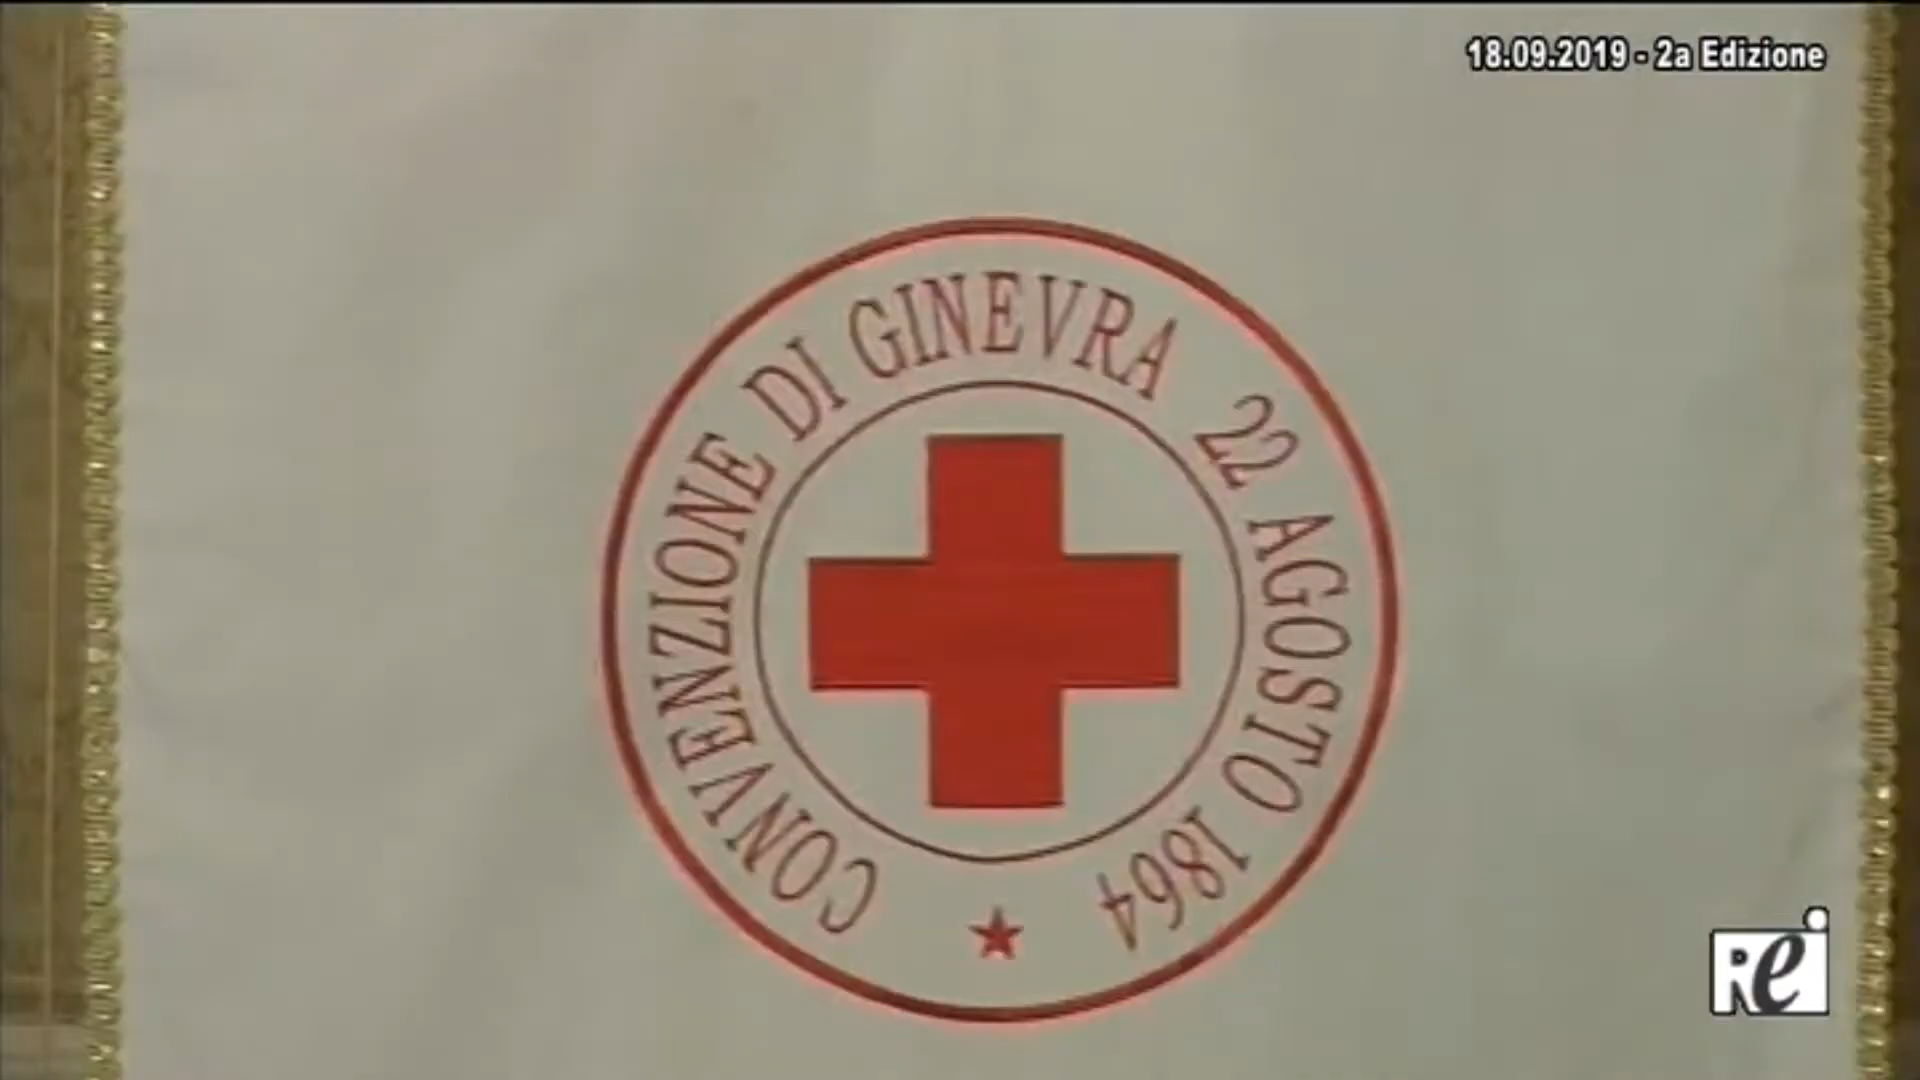 18.09.2019 - 2a Edizione
CONVENZIONE DI GINEVRA 22 AGOSTO 1864
Rei